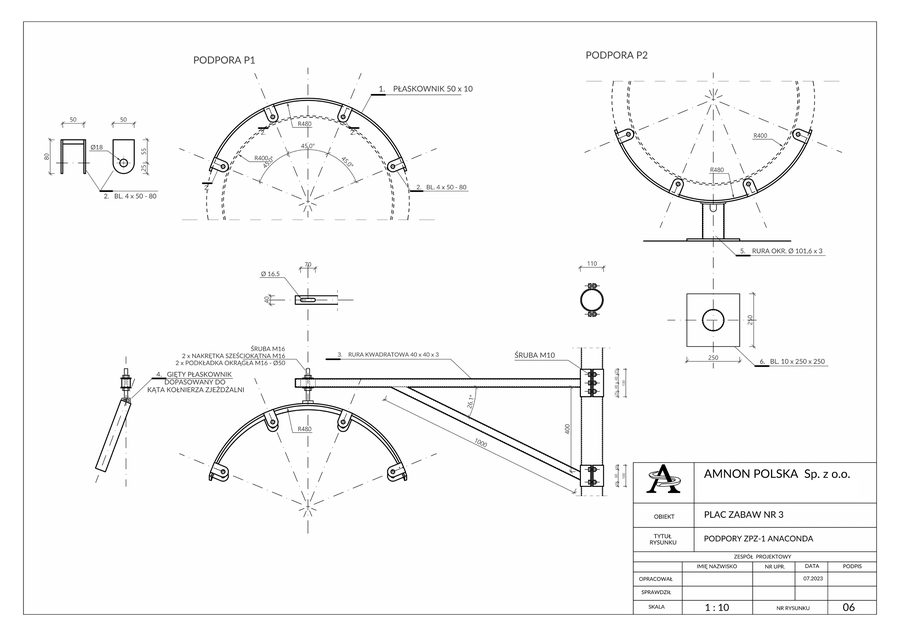 PODPORA P1
PODPORA P2
1. PŁASKOWNIK 50 x 10
50
50
80
Ø18
55
25
2. BL. 4 x 50 - 80
R480
R400
45,0°
45,0°
45,0°
2
2
2
2. BL. 4 x 50 - 80
R400
R480
5. RURA OKR. Ø 101,6 x 3
70
Ø 16,5
40
110
250
250
6. BL. 10 x 250 x 250
ŚRUBA M16
2 x NAKRĘTKA SZEŚCIOKĄTNA M16
2 x PODKŁADKA OKRĄGŁA M16 - Ø50
3. RURA KWADRATOWA 40 x 40 x 3
ŚRUBA M10
4. GIĘTY PŁASKOWNIK
DOPASOWANY DO
KĄTA KOŁNIERZA ZJEŻDŻALNI
R480
26,1°
1000
400
AMNON POLSKA Sp. z o.o.
OBIEKT
PLAC ZABAW NR 3
TYTUŁ
RYSUNKU
PODPORY ZPZ-1 ANACONDA
ZESPÓŁ PROJEKTOWY
IMIĘ NAZWISKO
NR UPR.
DATA
PODPIS
OPRACOWAŁ
07.2023
SPRAWDZIŁ
SKALA
1 : 10
NR RYSUNKU
06